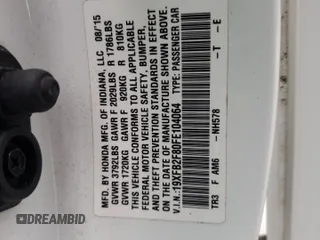 MFD. BY HONDA MFG. OF INDIANA, LLC 08/15
GVWR 3792LBS GAWR F 2029LBS R 1786LBS
GVWR 1720KG GAWR F 920KG R 810KG
THIS VEHICLE CONFORMS TO ALL APPLICABLE
FEDERAL MOTOR VEHICLE SAFETY, BUMPER,
AND THEFT PREVENTION STANDARDS IN EFFECT
ON THE DATE OF MANUFACTURE SHOWN ABOVE.
V.I.N.:19XFB2F80FE104064 TYPE: PASSENGER CAR
TR3 F AM6 -NH578 -T -E
© DREAMBID